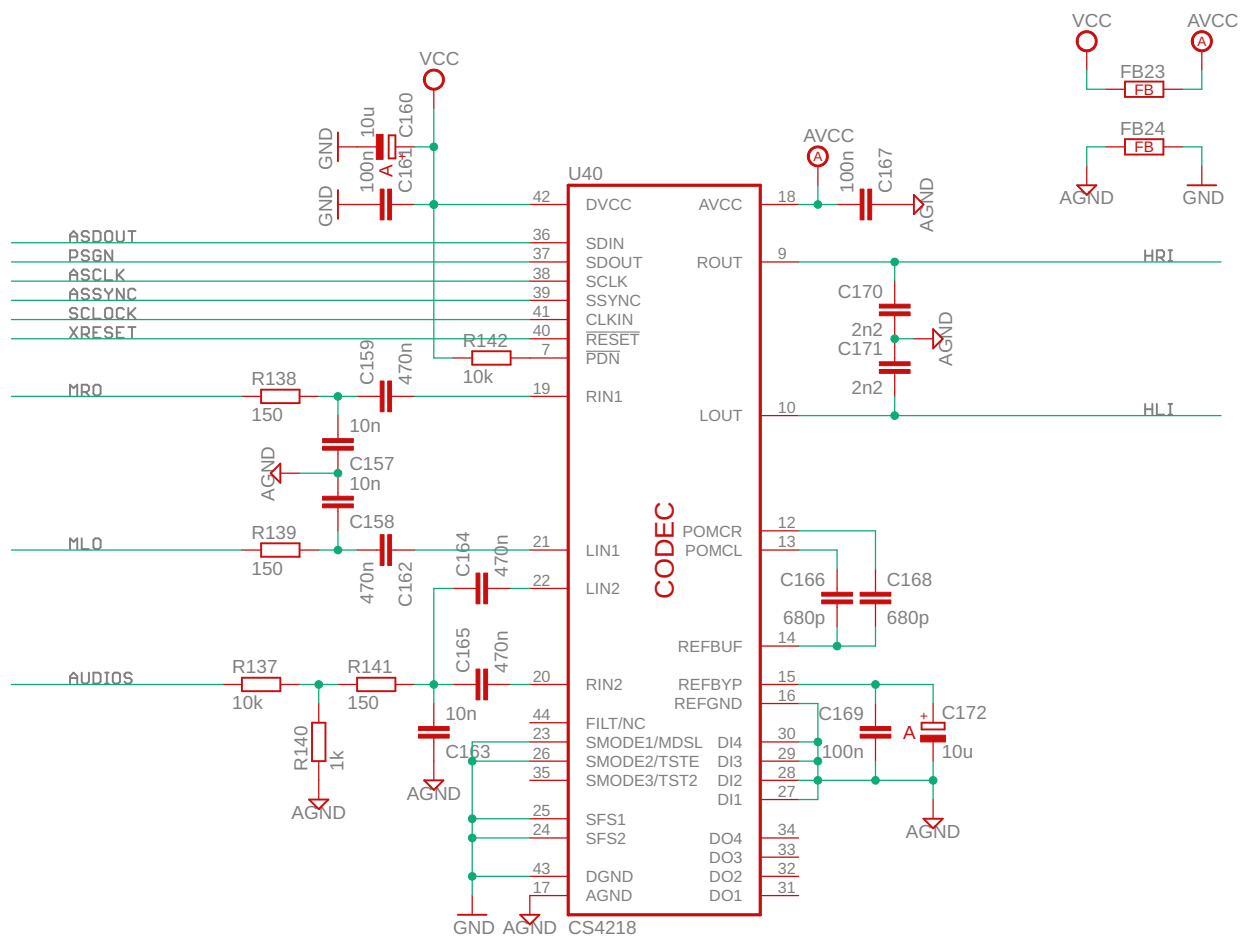 VCC
AVCC
A
FB23
FB
FB24
FB
AGND
GND
VCC
10u
C160
GND
A
+
100n
C161
GND
AVCC
A
100n
C167
AGND
U40
42
DVCC
AVCC
18
ASDOUT
36
SDIN
PSGN
37
SDOUT
ROUT
9
HRI
ASCLK
38
SCLK
ASSYNC
39
SSYNC
SCLOCK
41
CLKIN
XRESET
40
RESET
R142
10k
7
PDN
C170
2n2
AGND
C171
2n2
MRO
R138
150
C159
470n
19
RIN1
LOUT
10
HLI
10n
C157
AGND
10n
C158
MLO
R139
150
470n
C162
21
LIN1
C164
470n
22
LIN2
CODEC
POMCR
12
POMCL
13
C166
680p
C168
680p
REFBUF
14
AUDIOS
R137
10k
R141
150
C165
470n
20
RIN2
REFBYP
15
REFGND
16
R140
1k
AGND
10n
C163
AGND
44
FILT/NC
23
SMODE1/MDSL
DI4
30
26
SMODE2/TSTE
DI3
29
35
SMODE3/TST2
DI2
28
DI1
27
C169
100n
A
+
C172
10u
AGND
25
SFS1
24
SFS2
DO4
34
DO3
33
43
DGND
DO2
32
17
AGND
DO1
31
GND
AGND
CS4218